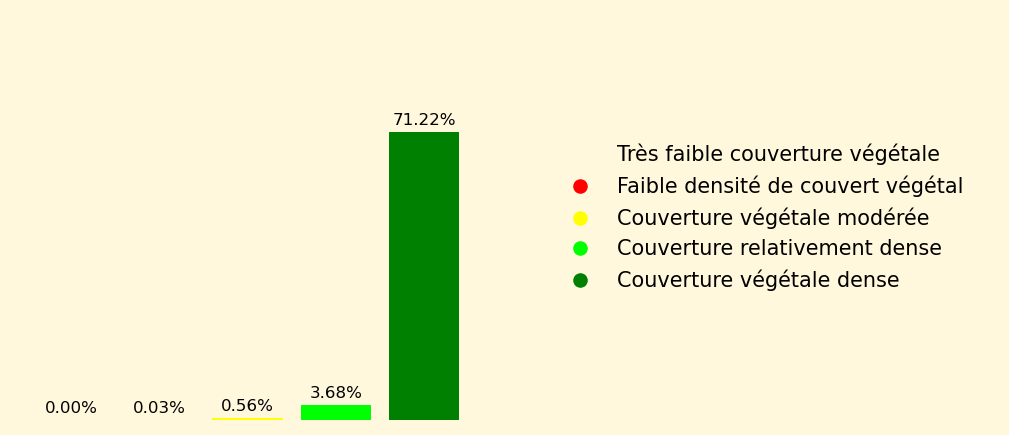 71.22%
3.68%
0.56%
0.03%
0.00%
Très faible couverture végétale
Faible densité de couvert végétal
Couverture végétale modérée
Couverture relativement dense
Couverture végétale dense